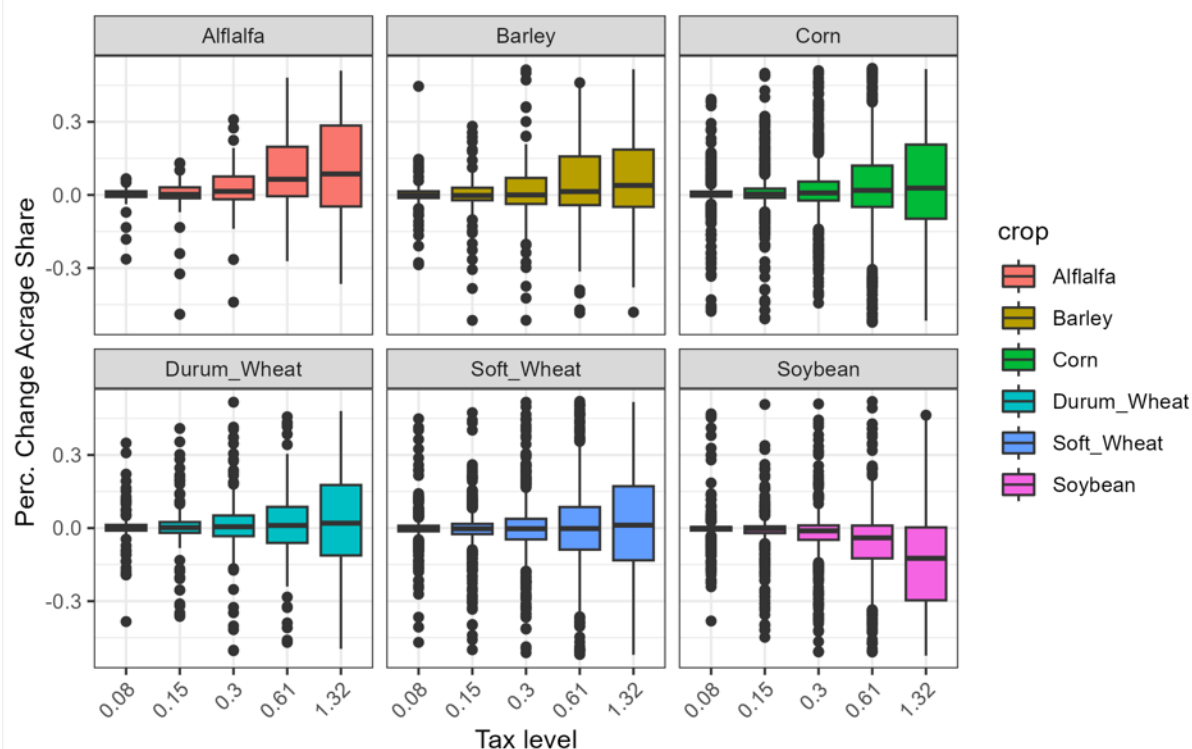 Alflalfa
Barley
Corn
0.3
0.0
-0.3
Durum_Wheat
Soft_Wheat
Soybean
0.3
0.0
-0.3
0.08
0.15
0.3
0.61
1.32
0.08
0.15
0.3
0.61
1.32
0.08
0.15
0.3
0.61
1.32
Tax level
Perc. Change Acrage Share
crop
Alflalfa
Barley
Corn
Durum_Wheat
Soft_Wheat
Soybean